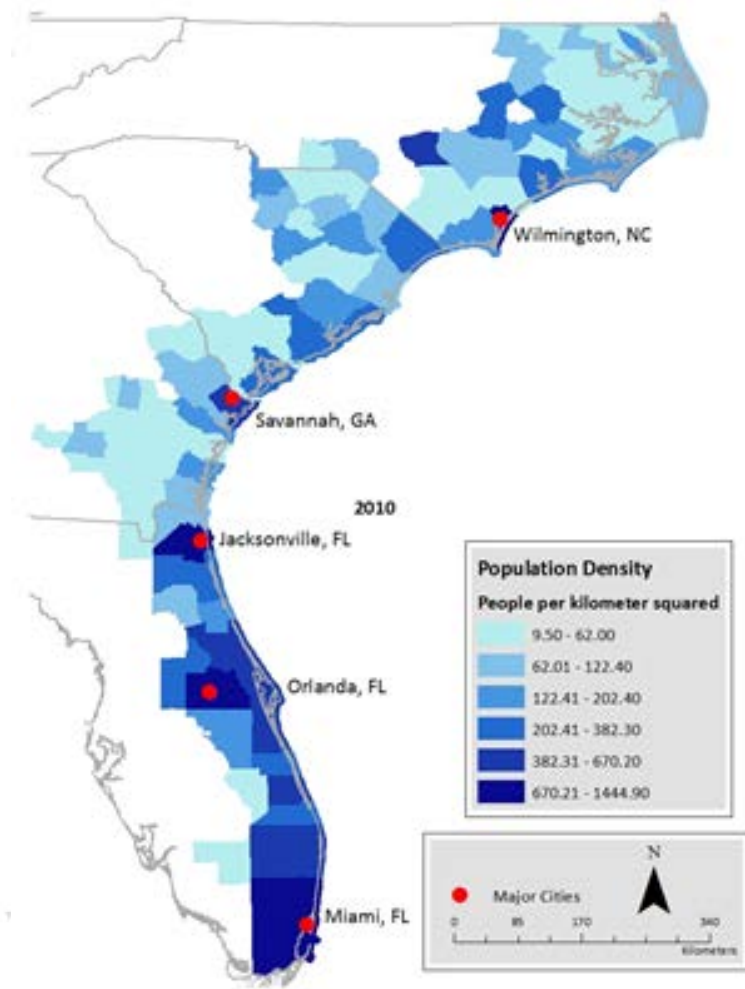 Wilmington, NC
Savannah, GA
2010
Jacksonville, FL
Orlanda, FL
Miami, FL
Population Density
People per kilometer squared
9.50 - 62.00
62.01 - 122.40
122.41 - 202.40
202.41 - 382.30
382.31 - 670.20
670.21 - 1444.90
N
Major Cities
0 85 170 340
Kilometers